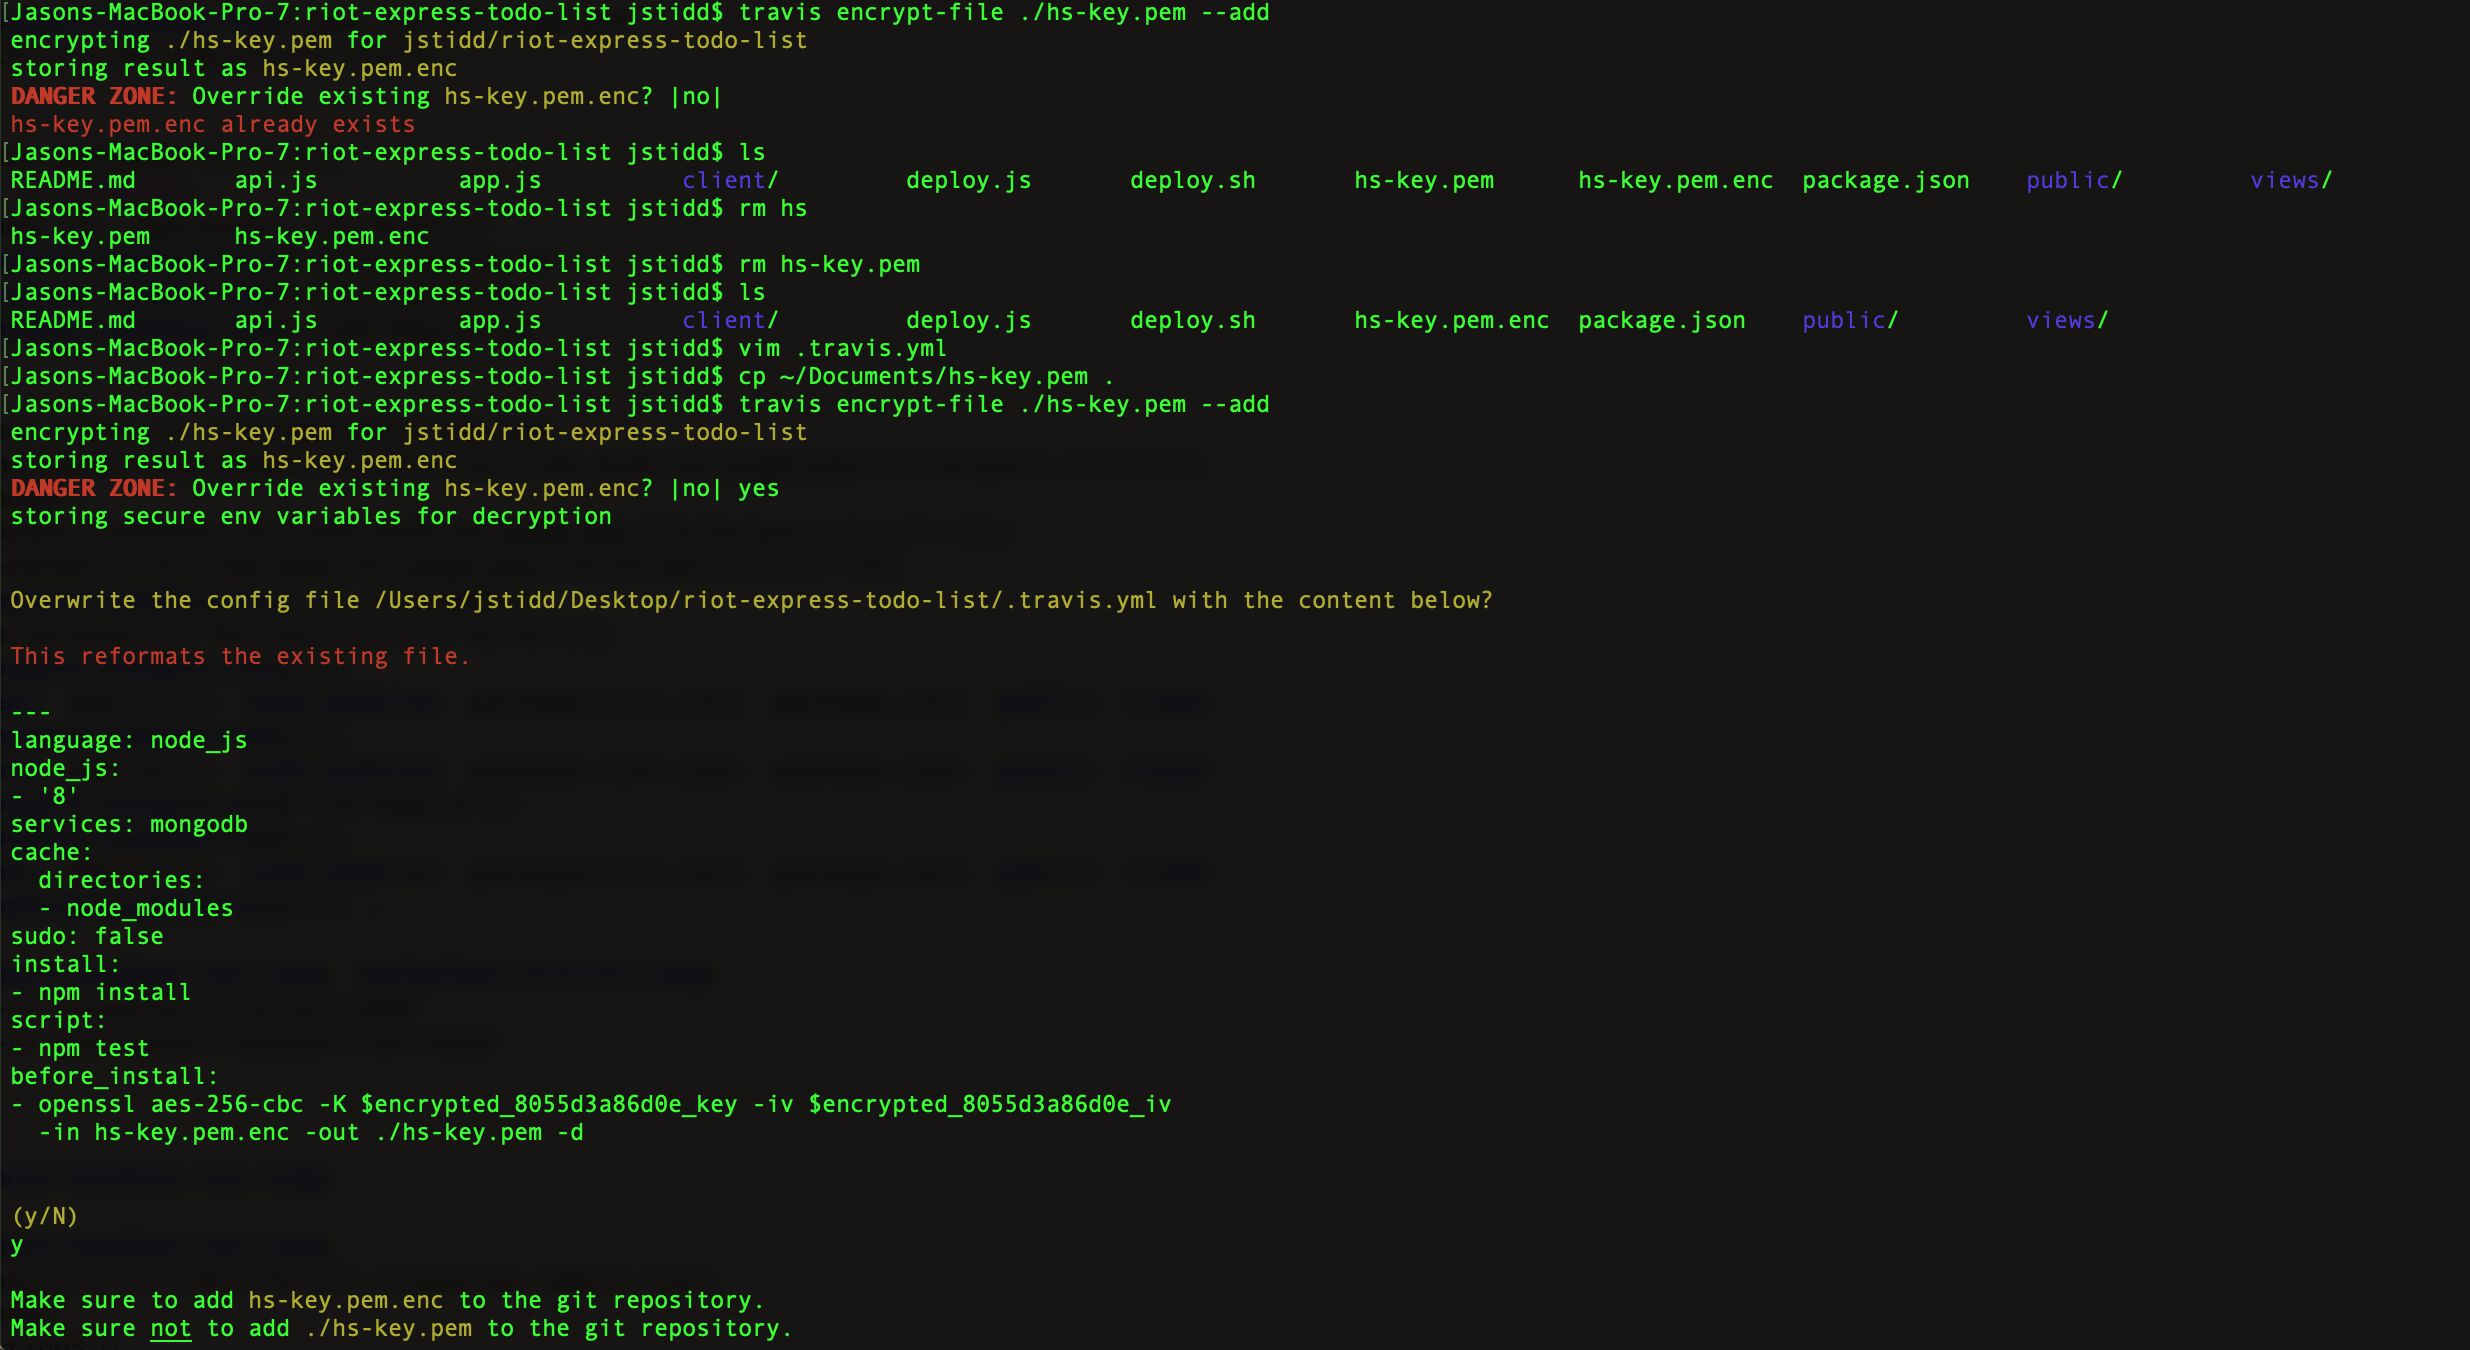 [Jasons-MacBook-Pro-7:riot-express-todo-list jstidd$ travis encrypt-file ./hs-key.pem --add
encrypting ./hs-key.pem for jstidd/riot-express-todo-list
storing result as hs-key.pem.enc
DANGER ZONE: Override existing hs-key.pem.enc? |no|
hs-key.pem.enc already exists
[Jasons-MacBook-Pro-7:riot-express-todo-list jstidd$ ls
README.md api.js app.js client/ deploy.js deploy.sh hs-key.pem hs-key.pem.enc package.json public/ views/
[Jasons-MacBook-Pro-7:riot-express-todo-list jstidd$ rm hs
hs-key.pem hs-key.pem.enc
[Jasons-MacBook-Pro-7:riot-express-todo-list jstidd$ rm hs-key.pem
[Jasons-MacBook-Pro-7:riot-express-todo-list jstidd$ ls
README.md api.js app.js client/ deploy.js deploy.sh hs-key.pem.enc package.json public/ views/
[Jasons-MacBook-Pro-7:riot-express-todo-list jstidd$ vim .travis.yml
[Jasons-MacBook-Pro-7:riot-express-todo-list jstidd$ cp ~/Documents/hs-key.pem .
[Jasons-MacBook-Pro-7:riot-express-todo-list jstidd$ travis encrypt-file ./hs-key.pem --add
encrypting ./hs-key.pem for jstidd/riot-express-todo-list
storing result as hs-key.pem.enc
DANGER ZONE: Override existing hs-key.pem.enc? |no| yes
storing secure env variables for decryption
Overwrite the config file /Users/jstidd/Desktop/riot-express-todo-list/.travis.yml with the content below?
This reformats the existing file.
---
language: node_js
node_js:
- '8'
services: mongodb
cache:
  directories:
  - node_modules
sudo: false
install:
- npm install
script:
- npm test
before_install:
- openssl aes-256-cbc -K $encrypted_8055d3a86d0e_key -iv $encrypted_8055d3a86d0e_iv
  -in hs-key.pem.enc -out ./hs-key.pem -d
(y/N)
y
Make sure to add hs-key.pem.enc to the git repository.
Make sure not to add ./hs-key.pem to the git repository.